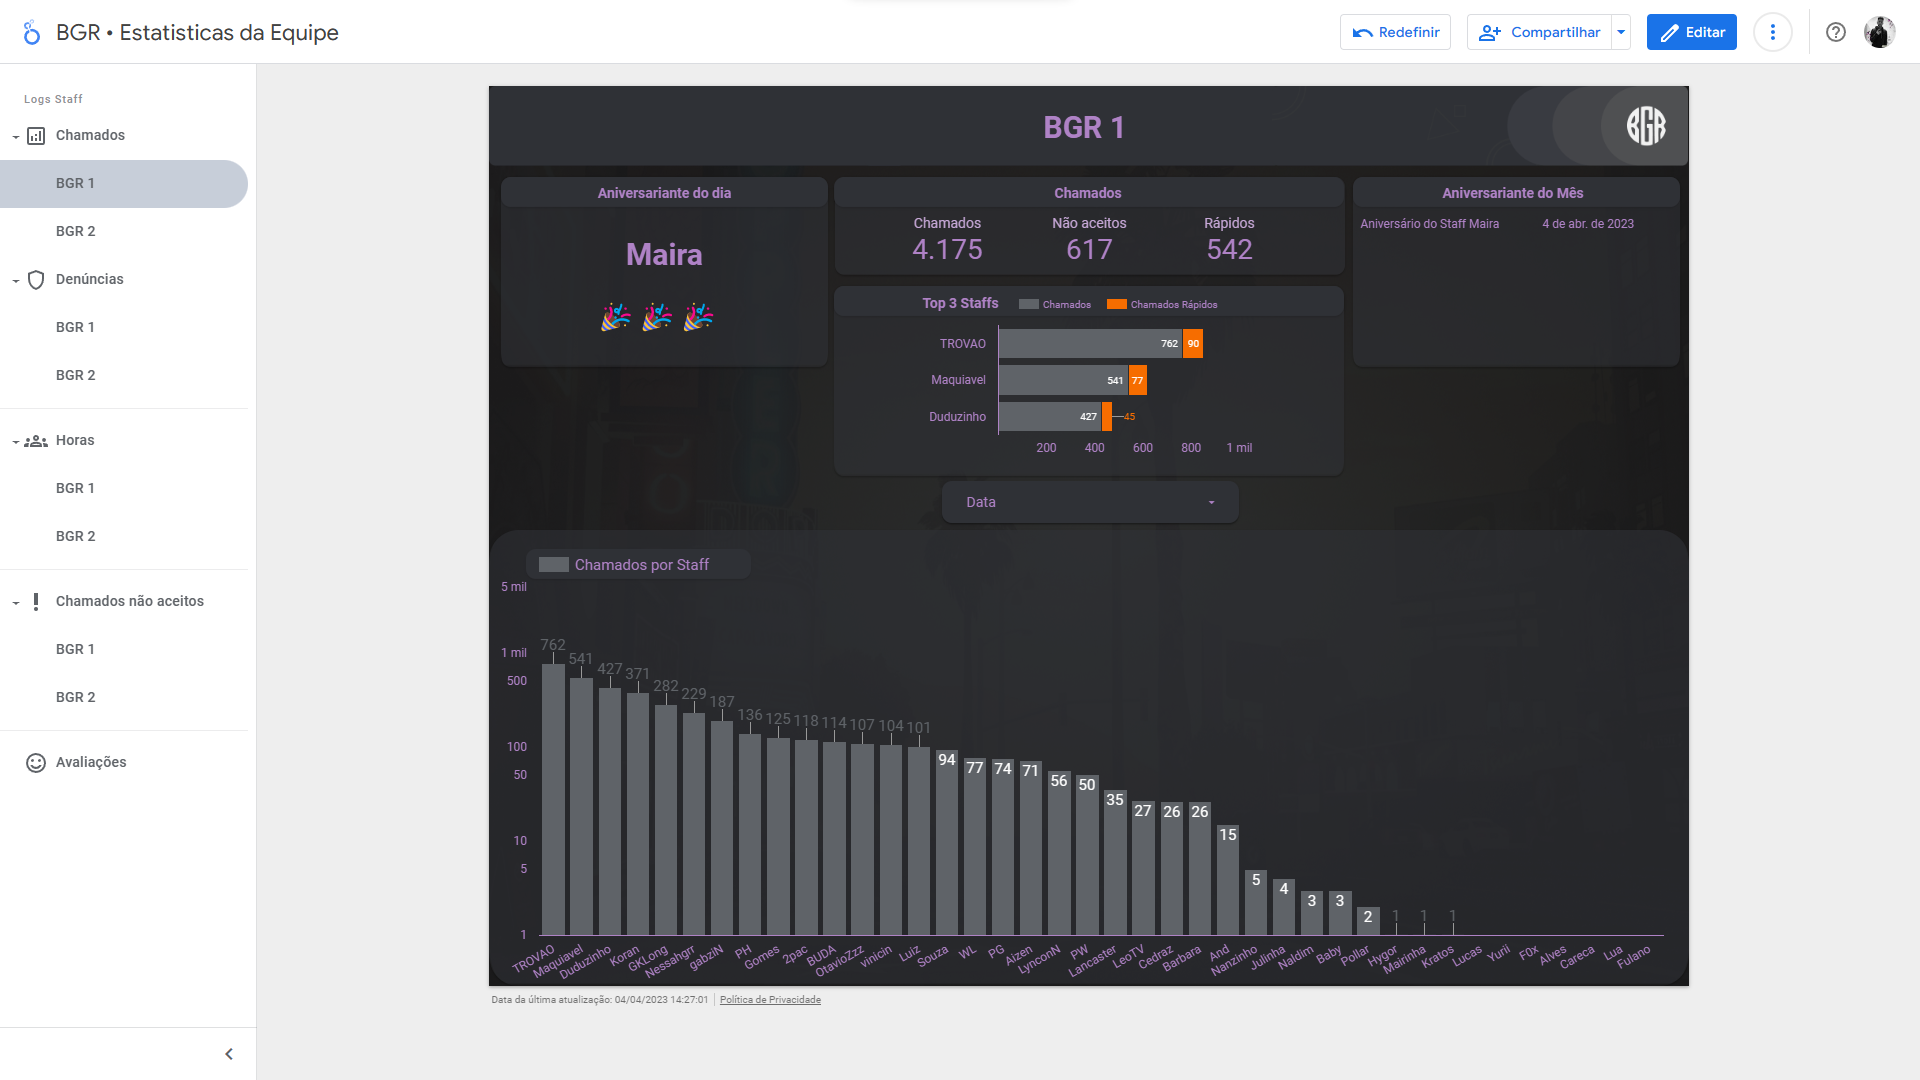 BGR • Estatisticas da Equipe
Redefinir
Compartilhar
Editar
Logs Staff
Chamados
BGR 1
BGR 2
Denúncias
BGR 1
BGR 2
Horas
BGR 1
BGR 2
Chamados não aceitos
BGR 1
BGR 2
Avaliações
BGR 1
BGR
Aniversariante do dia
Maira
Chamados
Chamados Não aceitos Rápidos
4.175 617 542
Aniversariante do Mês
Aniversário do Staff Maira 4 de abr. de 2023
Top 3 Staffs Chamados Chamados Rápidos
TROVAO 762 90
Maquiavel 541 77
Duduzinho 427 45
200 400 600 800 1 mil
Data
Chamados por Staff
5 mil
1 mil
500
100
50
10
5
1
762 541 427 371 282 229 187 136 125 118 114 107 104 101 94 77 74 71 56 50 35 27 26 26 15 5 4 3 3 2 1 1 1
TROVAO Maquiavel Duduzinho Koran GKLong Nessahgrr gabziN PH Gomes 2pac BUDA OtavioZzz vinicin Luiz Souza WL PG Aizen LynconN PW Lancaster LeoTV Cedraz Barbara And Nanzinho Julinha Naldim Baby Pollar Hygor Mairinha Kratos Lucas Yurii F0x Alves Careca Lua Fulano
Data da última atualização: 04/04/2023 14:27:01 Política de Privacidade